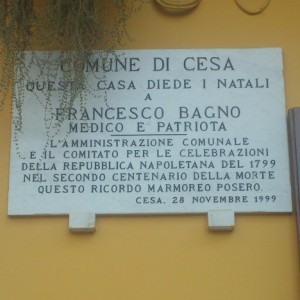 COMUNE DI CESA
QUESTA CASA DIEDE I NATALI
A
FRANCESCO BAGNO
MEDICO E PATRIOTA
L'AMMINISTRAZIONE COMUNALE
E IL COMITATO PER LE CELEBRAZIONI
DELLA REPUBBLICA NAPOLETANA DEL 1799
NEL SECONDO CENTENARIO DELLA MORTE
QUESTO RICORDO MARMOREO POSERO.
CESA, 28 NOVEMBRE 1999